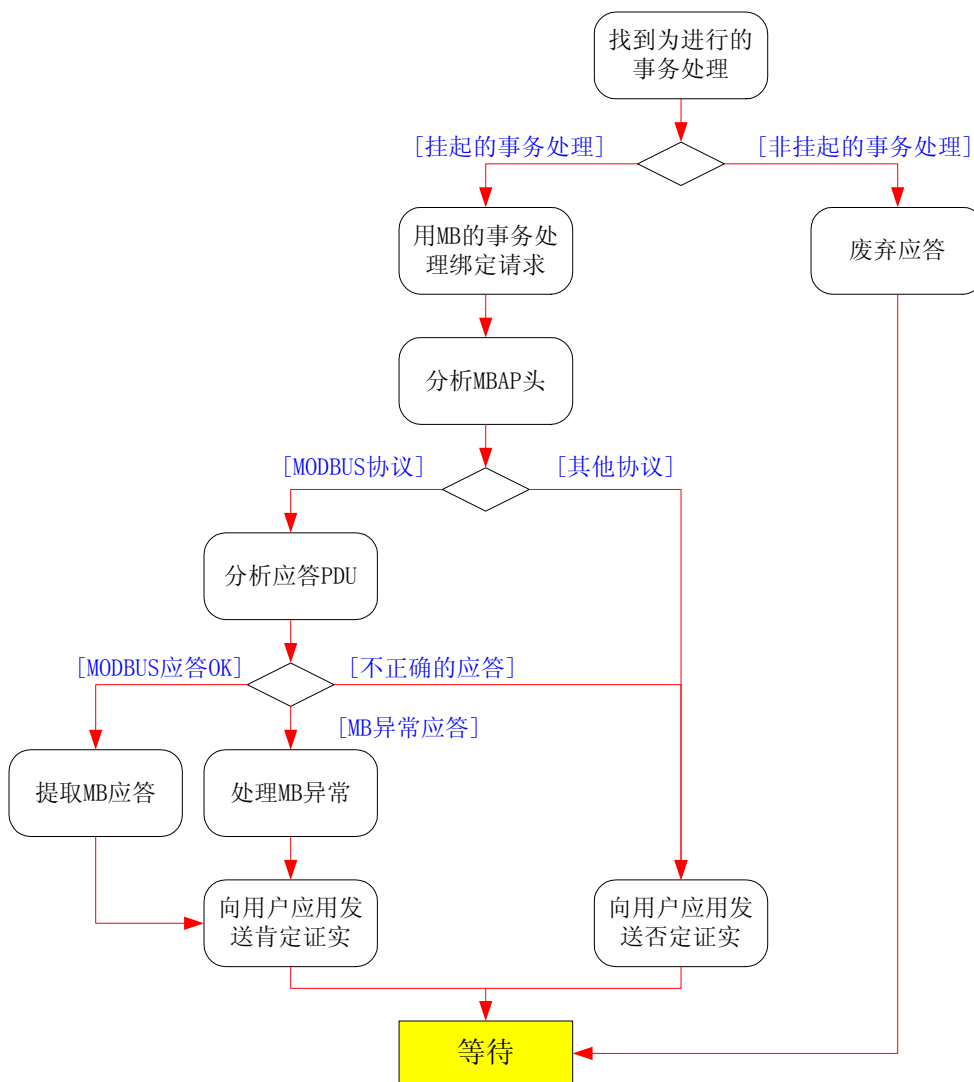 找到为进行的
事务处理
[挂起的事务处理]
[非挂起的事务处理]
用MB的事务处
理绑定请求
废弃应答
分析MBAP头
[MODBUS协议]
[其他协议]
分析应答PDU
[MODBUS应答OK]
[不正确的应答]
[MB异常应答]
提取MB应答
处理MB异常
向用户应用发
送肯定证实
向用户应用发
送否定证实
等待